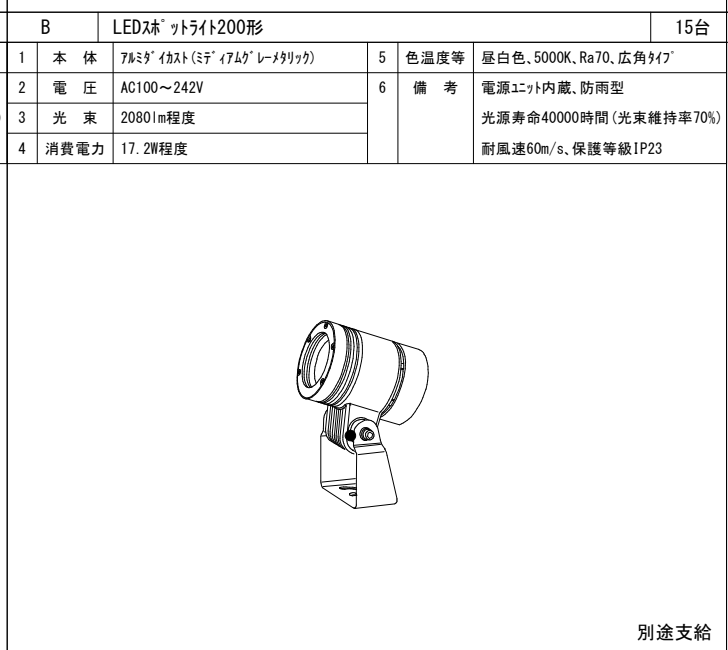 B LEDｽﾎﾟｯﾄﾗｲﾄ200形 15台
1 本 体 ｱﾙﾐﾀﾞｲｶｽﾄ(ﾐﾃﾞｨｱﾑｸﾞﾚｰﾒﾀﾘｯｸ) 5 色温度等 昼白色、5000K、Ra70、広角ﾀｲﾌﾟ
2 電 圧 AC100～242V 6 備 考 電源ﾕﾆｯﾄ内蔵、防雨型
3 光 束 2080lm程度 光源寿命40000時間(光束維持率70%)
4 消費電力 17.2W程度 耐風速60m/s、保護等級IP23
別途支給